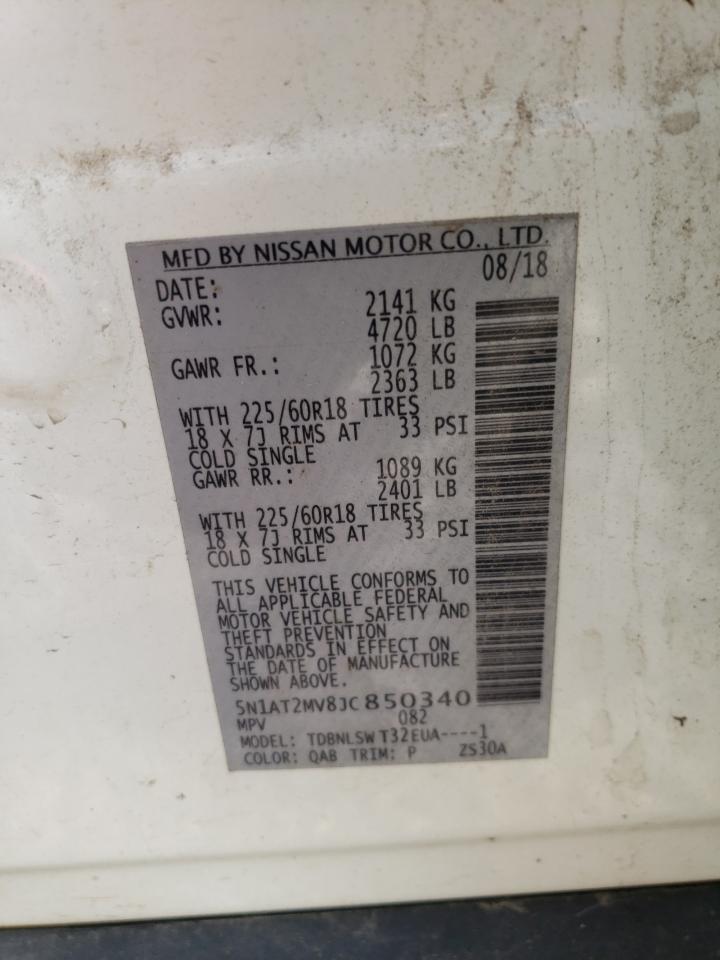 MFD BY NISSAN MOTOR CO., LTD.
DATE: 08/18
GVWR: 2141 KG
4720 LB
GAWR FR.: 1072 KG
2363 LB
WITH 225/60R18 TIRES
18 X 7J RIMS AT 33 PSI
COLD SINGLE
GAWR RR.: 1089 KG
2401 LB
WITH 225/60R18 TIRES
18 X 7J RIMS AT 33 PSI
COLD SINGLE
THIS VEHICLE CONFORMS TO
ALL APPLICABLE FEDERAL
MOTOR VEHICLE SAFETY AND
THEFT PREVENTION
STANDARDS IN EFFECT ON
THE DATE OF MANUFACTURE
SHOWN ABOVE.
5N1AT2MV8JC850340
MPV 082
MODEL: TDBNLSW T32EUA----1
COLOR: QAB TRIM: P ZS30A